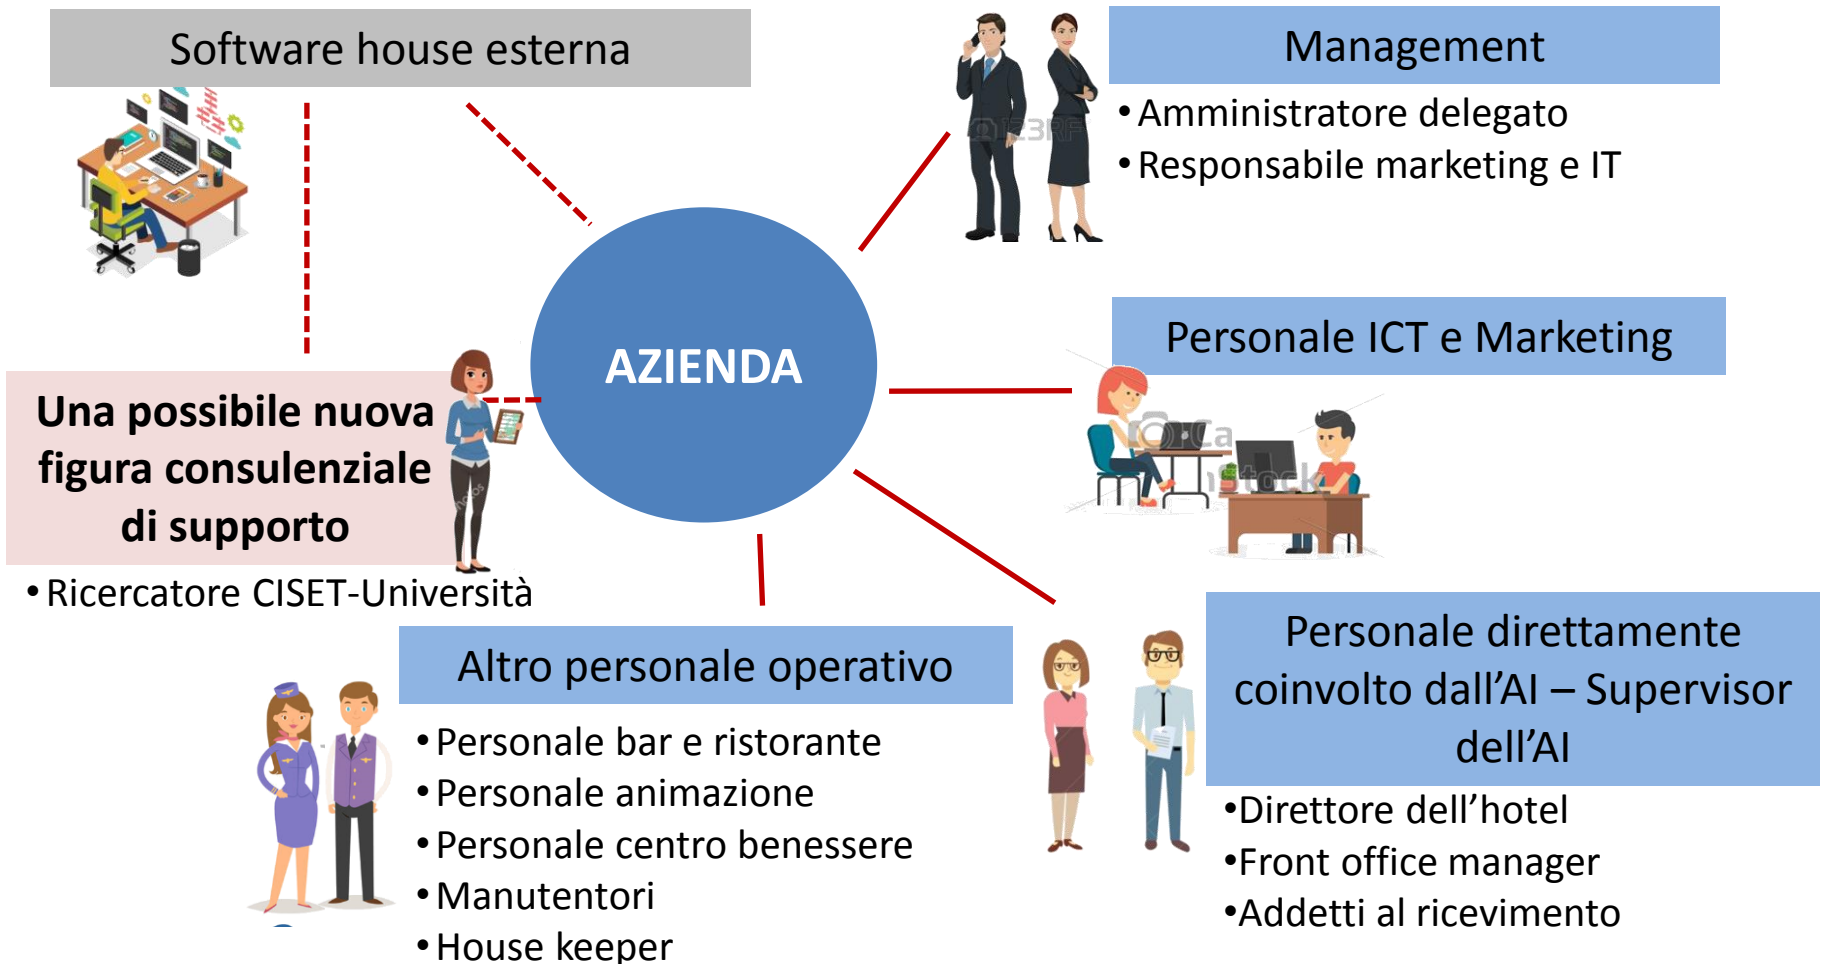 Software house esterna
Management
• Amministratore delegato
• Responsabile marketing e IT
123RF
AZIENDA
Personale ICT e Marketing
Una possibile nuova
figura consulenziale
di supporto
• Ricercatore CISET-Università
Altro personale operativo
• Personale bar e ristorante
• Personale animazione
• Personale centro benessere
• Manutentori
• House keeper
Personale direttamente
coinvolto dall’AI – Supervisor
dell’AI
•Direttore dell’hotel
•Front office manager
•Addetti al ricevimento